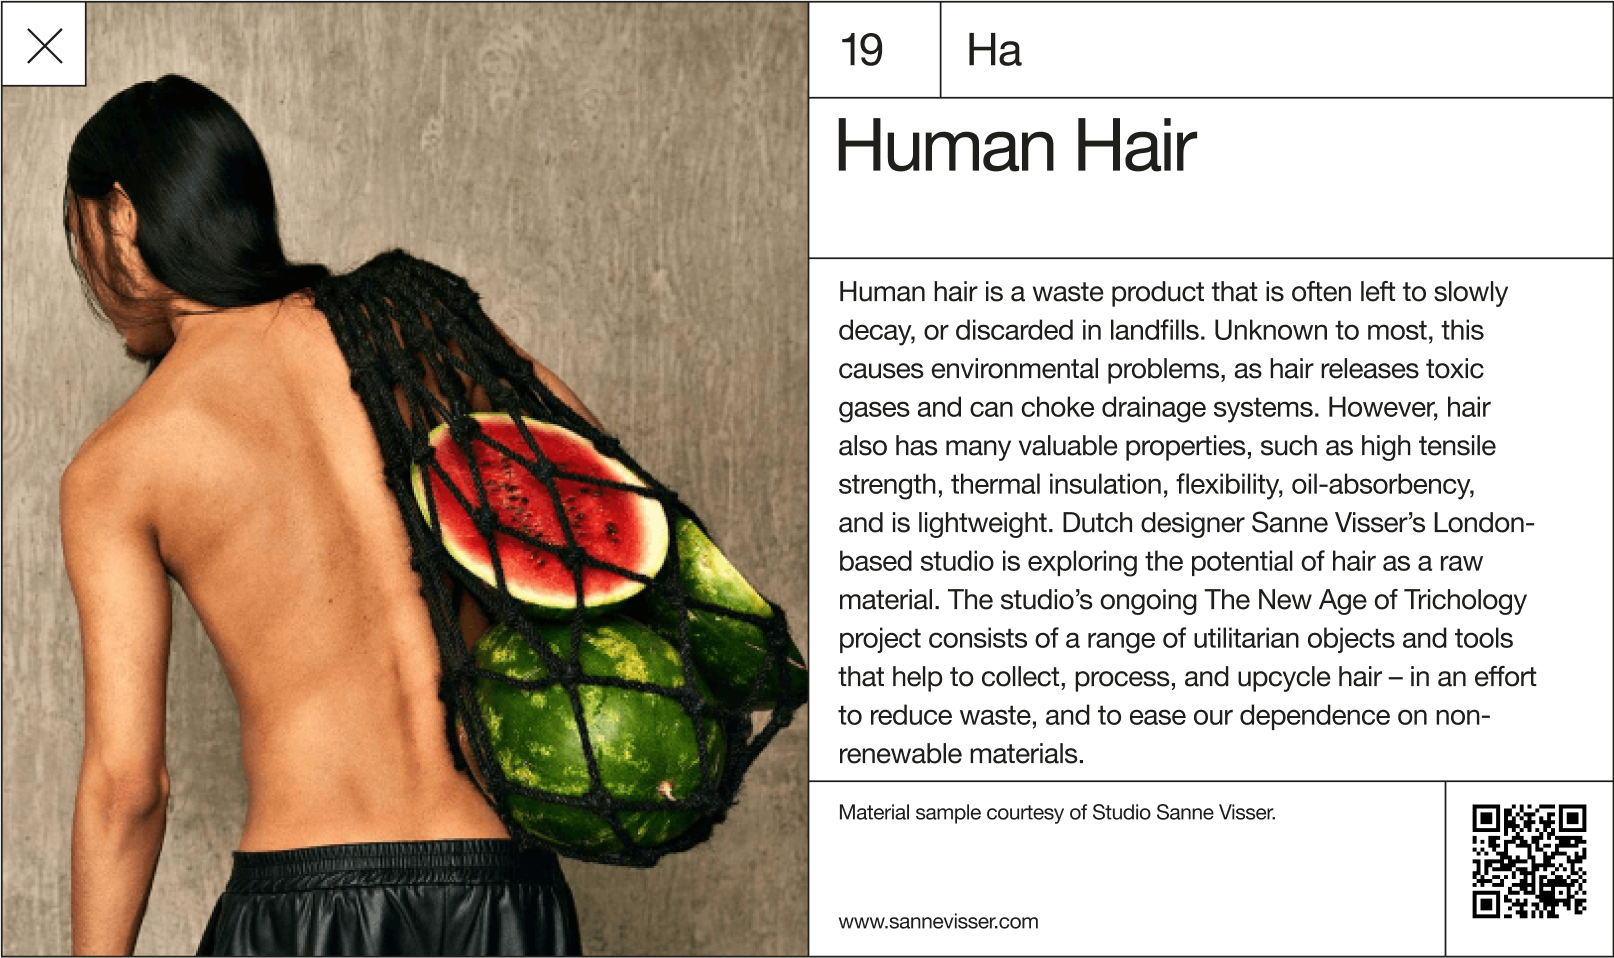 19
Ha
Human Hair
Human hair is a waste product that is often left to slowly
decay, or discarded in landfills. Unknown to most, this
causes environmental problems, as hair releases toxic
gases and can choke drainage systems. However, hair
also has many valuable properties, such as high tensile
strength, thermal insulation, flexibility, oil-absorbency,
and is lightweight. Dutch designer Sanne Visser’s London-
based studio is exploring the potential of hair as a raw
material. The studio’s ongoing The New Age of Trichology
project consists of a range of utilitarian objects and tools
that help to collect, process, and upcycle hair – in an effort
to reduce waste, and to ease our dependence on non-
renewable materials.
Material sample courtesy of Studio Sanne Visser.
www.sannevisser.com